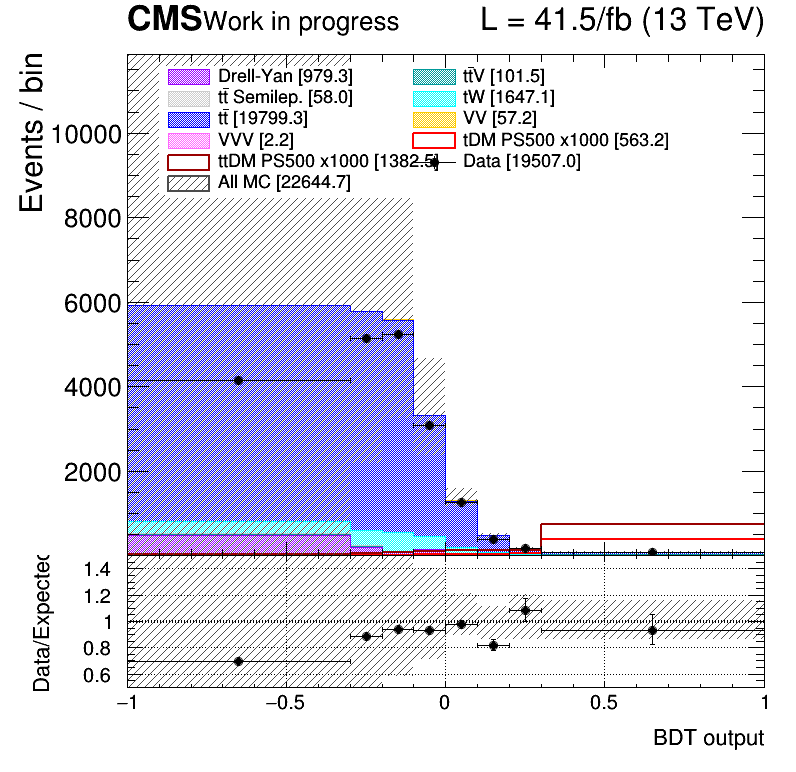 CMS Work in progress L = 41.5/fb (13 TeV)
Events / bin
Drell-Yan [979.3] tt̄V [101.5]
tt̄ Semilep. [58.0] tW [1647.1]
tt̄ [19799.3] VV [57.2]
VVV [2.2] tDM PS500 x1000 [563.2]
ttDM PS500 x1000 [1382.5] Data [19507.0]
All MC [22644.7]
10000
8000
6000
4000
2000
Data/Expected
1.4
1.2
1
0.8
0.6
−1 −0.5 0 0.5 1
BDT output